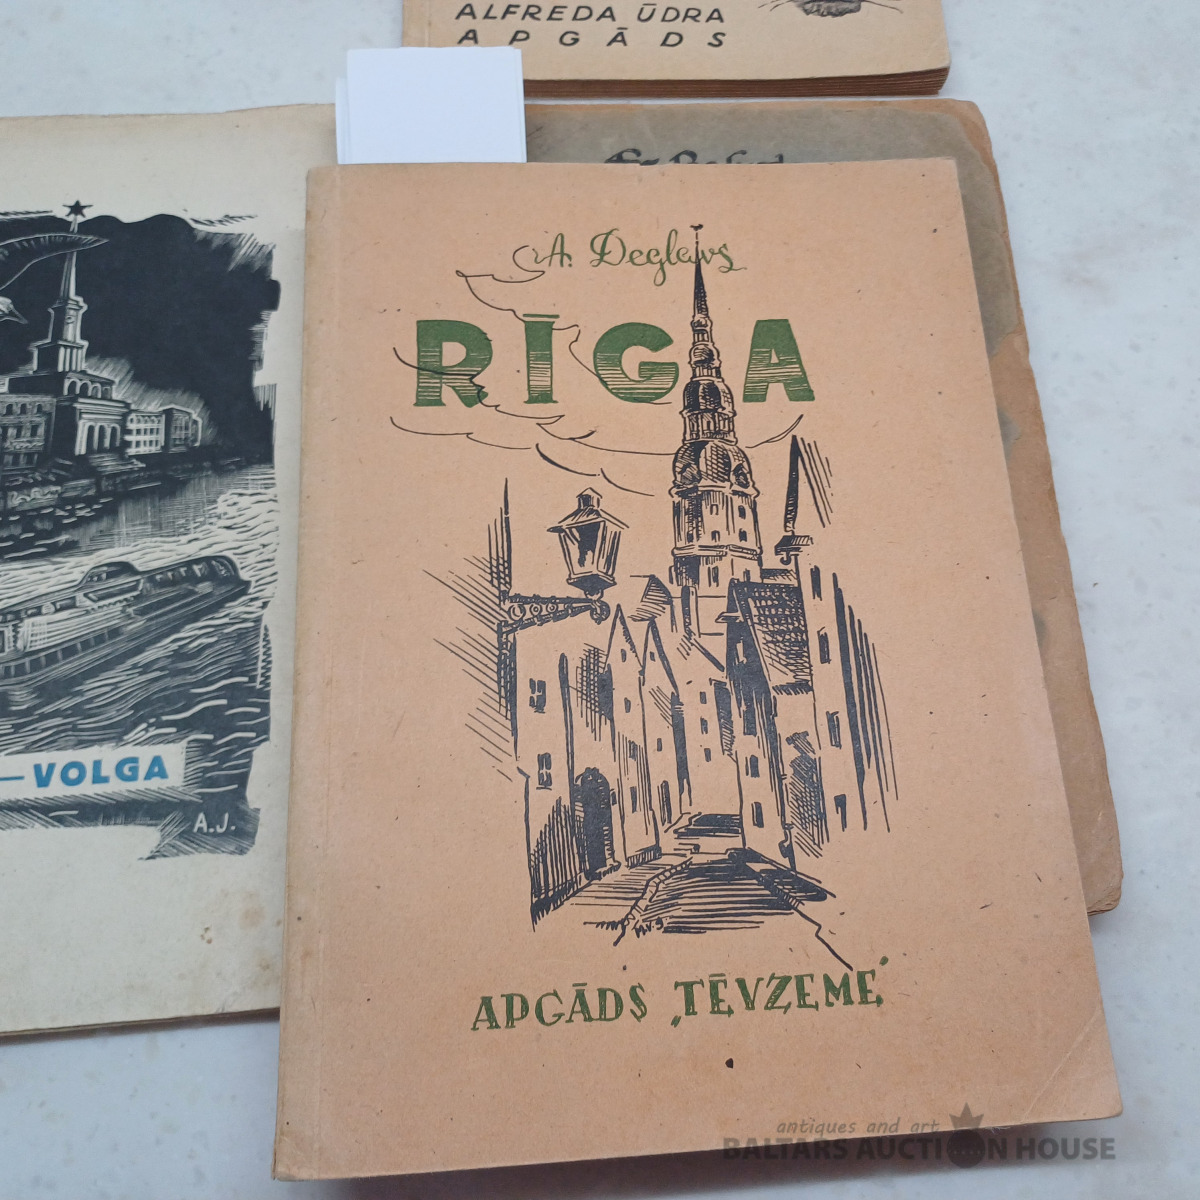 ALFREDA ŪDRA
APGĀDS
A. Deglavs
RĪGA
—VOLGA
A.J.
APGĀDS „TĒVZEME”
antiques and art
BALTARS AUCTION HOUSE